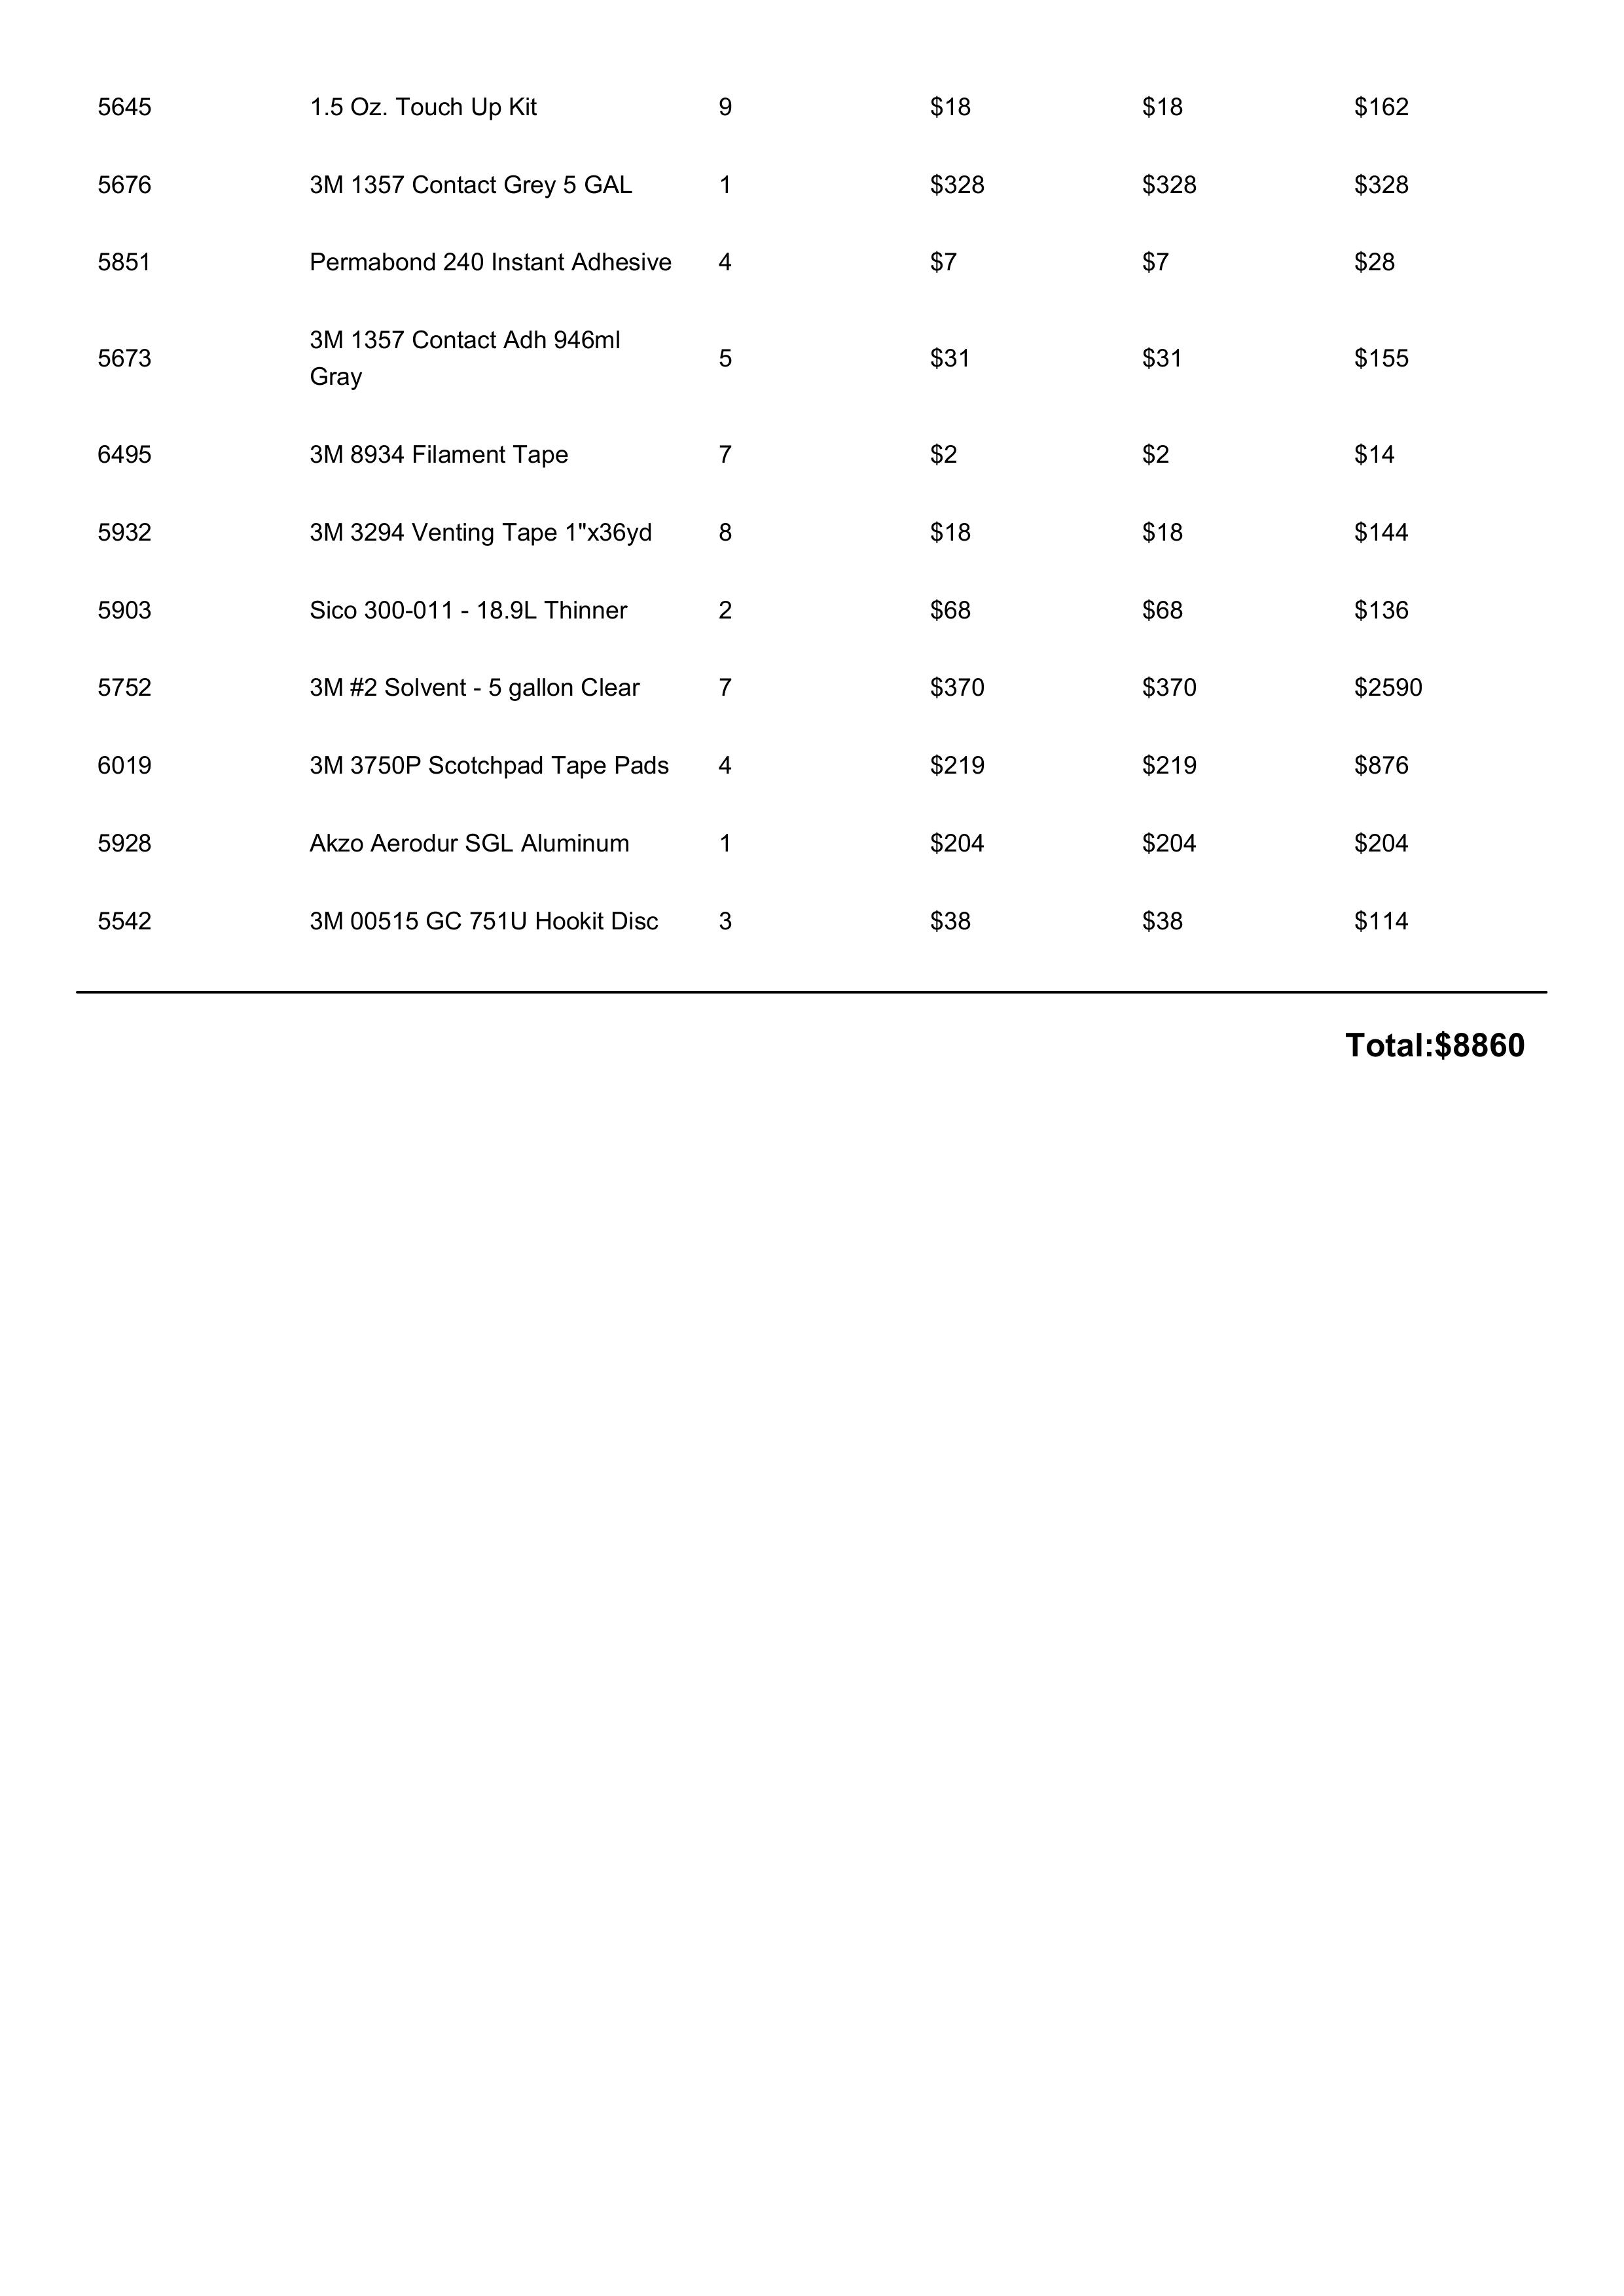 5645 1.5 Oz. Touch Up Kit 9 $18 $18 $162
5676 3M 1357 Contact Grey 5 GAL 1 $328 $328 $328
5851 Permabond 240 Instant Adhesive 4 $7 $7 $28
5673 3M 1357 Contact Adh 946ml 5 $31 $31 $155
Gray
6495 3M 8934 Filament Tape 7 $2 $2 $14
5932 3M 3294 Venting Tape 1"x36yd 8 $18 $18 $144
5903 Sico 300-011 - 18.9L Thinner 2 $68 $68 $136
5752 3M #2 Solvent - 5 gallon Clear 7 $370 $370 $2590
6019 3M 3750P Scotchpad Tape Pads 4 $219 $219 $876
5928 Akzo Aerodur SGL Aluminum 1 $204 $204 $204
5542 3M 00515 GC 751U Hookit Disc 3 $38 $38 $114
Total:$8860